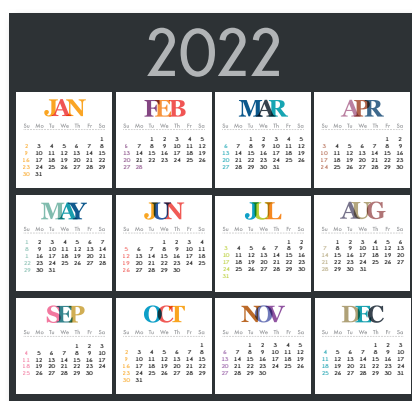 2022
JAN
Su Mo Tu We Th Fr Sa
1
2 3 4 5 6 7 8
9 10 11 12 13 14 15
16 17 18 19 20 21 22
23 24 25 26 27 28 29
30 31
FEB
Su Mo Tu We Th Fr Sa
1 2 3 4 5
6 7 8 9 10 11 12
13 14 15 16 17 18 19
20 21 22 23 24 25 26
27 28
MAR
Su Mo Tu We Th Fr Sa
1 2 3 4 5
6 7 8 9 10 11 12
13 14 15 16 17 18 19
20 21 22 23 24 25 26
27 28 29 30 31
APR
Su Mo Tu We Th Fr Sa
1 2
3 4 5 6 7 8 9
10 11 12 13 14 15 16
17 18 19 20 21 22 23
24 25 26 27 28 29 30
MAY
Su Mo Tu We Th Fr Sa
1 2 3 4 5 6 7
8 9 10 11 12 13 14
15 16 17 18 19 20 21
22 23 24 25 26 27 28
29 30 31
JUN
Su Mo Tu We Th Fr Sa
1 2 3 4
5 6 7 8 9 10 11
12 13 14 15 16 17 18
19 20 21 22 23 24 25
26 27 28 29 30
JUL
Su Mo Tu We Th Fr Sa
1 2
3 4 5 6 7 8 9
10 11 12 13 14 15 16
17 18 19 20 21 22 23
24 25 26 27 28 29 30
31
AUG
Su Mo Tu We Th Fr Sa
1 2 3 4 5 6
7 8 9 10 11 12 13
14 15 16 17 18 19 20
21 22 23 24 25 26 27
28 29 30 31
SEP
Su Mo Tu We Th Fr Sa
1 2 3
4 5 6 7 8 9 10
11 12 13 14 15 16 17
18 19 20 21 22 23 24
25 26 27 28 29 30
OCT
Su Mo Tu We Th Fr Sa
1
2 3 4 5 6 7 8
9 10 11 12 13 14 15
16 17 18 19 20 21 22
23 24 25 26 27 28 29
30 31
NOV
Su Mo Tu We Th Fr Sa
1 2 3 4 5
6 7 8 9 10 11 12
13 14 15 16 17 18 19
20 21 22 23 24 25 26
27 28 29 30
DEC
Su Mo Tu We Th Fr Sa
1 2 3
4 5 6 7 8 9 10
11 12 13 14 15 16 17
18 19 20 21 22 23 24
25 26 27 28 29 30 31